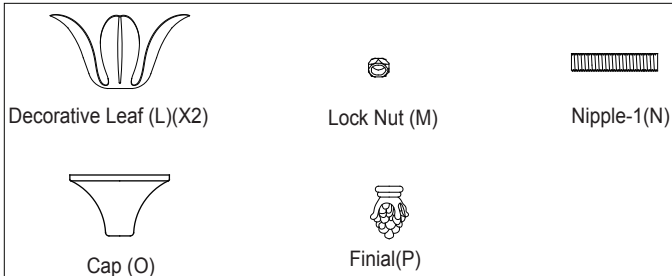 Decorative Leaf (L)(X2)
Lock Nut (M)
Nipple-1(N)
Cap (O)
Finial(P)